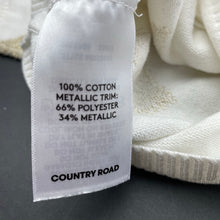 100% COTTON
METALLIC TRIM:
66% POLYESTER
34% METALLIC
COUNTRY ROAD